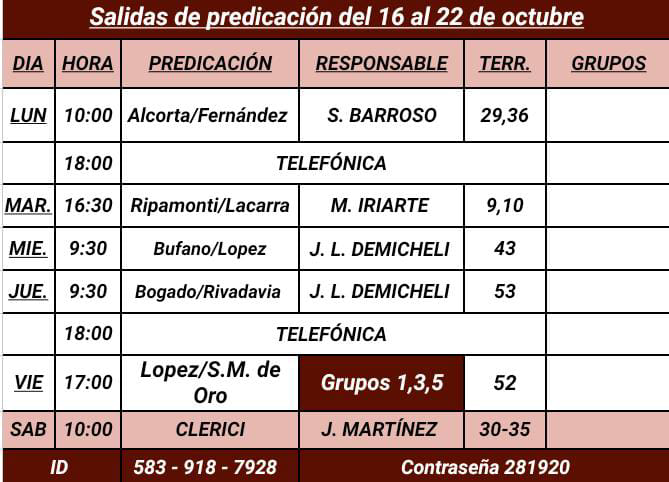 Salidas de predicación del 16 al 22 de octubre
DIA HORA PREDICACIÓN RESPONSABLE TERR. GRUPOS
LUN 10:00 Alcorta/Fernández S. BARROSO 29,36
18:00 TELEFÓNICA
MAR. 16:30 Ripamonti/Lacarra M. IRIARTE 9,10
MIE. 9:30 Bufano/Lopez J. L. DEMICHELI 43
JUE. 9:30 Bogado/Rivadavia J. L. DEMICHELI 53
18:00 TELEFÓNICA
VIE 17:00 Lopez/S.M. de Oro Grupos 1,3,5 52
SAB 10:00 CLERICI J. MARTÍNEZ 30-35
ID 583 - 918 - 7928 Contraseña 281920